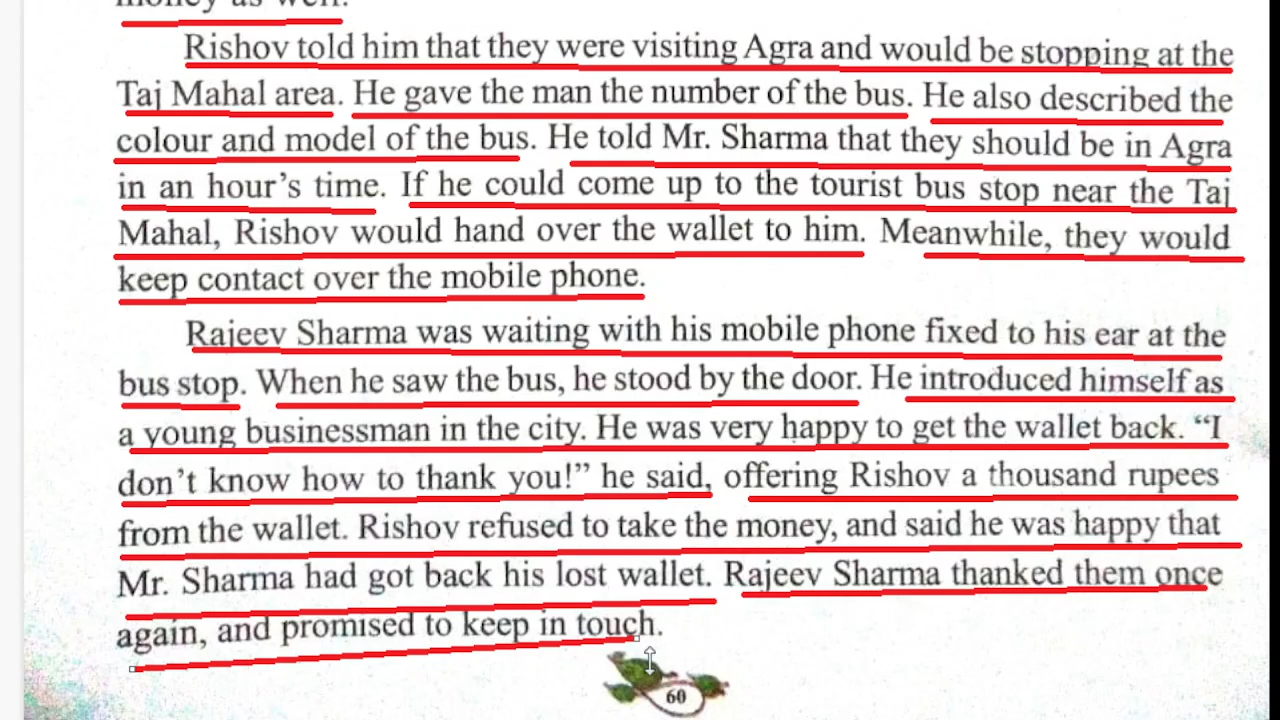 money as well.
Rishov told him that they were visiting Agra and would be stopping at the
Taj Mahal area. He gave the man the number of the bus. He also described the
colour and model of the bus. He told Mr. Sharma that they should be in Agra
in an hour's time. If he could come up to the tourist bus stop near the Taj
Mahal, Rishov would hand over the wallet to him. Meanwhile, they would
keep contact over the mobile phone.
Rajeev Sharma was waiting with his mobile phone fixed to his ear at the
bus stop. When he saw the bus, he stood by the door. He introduced himself as
a young businessman in the city. He was very happy to get the wallet back. “I
don't know how to thank you!” he said, offering Rishov a thousand rupees
from the wallet. Rishov refused to take the money, and said he was happy that
Mr. Sharma had got back his lost wallet. Rajeev Sharma thanked them once
again, and promised to keep in touch.
60